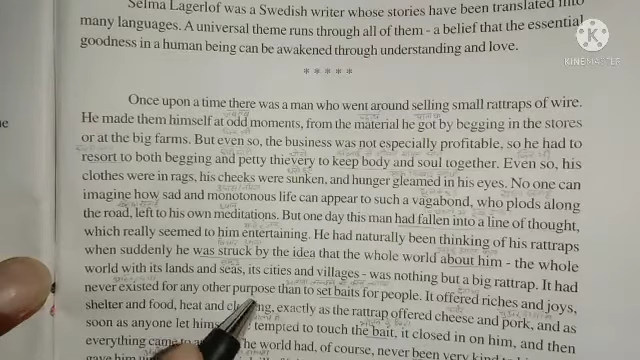 Selma Lagerlof was a Swedish writer whose stories have been translated into
many languages. A universal theme runs through all of them - a belief that the essential
goodness in a human being can be awakened through understanding and love.
KINEMASTER
*****
Once upon a time there was a man who went around selling small rattraps of wire.
He made them himself at odd moments, from the material he got by begging in the stores
or at the big farms. But even so, the business was not especially profitable, so he had to
resort to both begging and petty thievery to keep body and soul together. Even so, his
clothes were in rags, his cheeks were sunken, and hunger gleamed in his eyes. No one can
imagine how sad and monotonous life can appear to such a vagabond, who plods along
the road, left to his own meditations. But one day this man had fallen into a line of thought,
which really seemed to him entertaining. He had naturally been thinking of his rattraps
when suddenly he was struck by the idea that the whole world about him - the whole
world with its lands and seas, its cities and villages - was nothing but a big rattrap. It had
never existed for any other purpose than to set baits for people. It offered riches and joys,
shelter and food, heat and exactly as the rattrap offered cheese and pork, and as
soon as anyone let tempted to touch the bait, it closed in on him, and then
everything came to world had, of course, never been very kind to
gave him